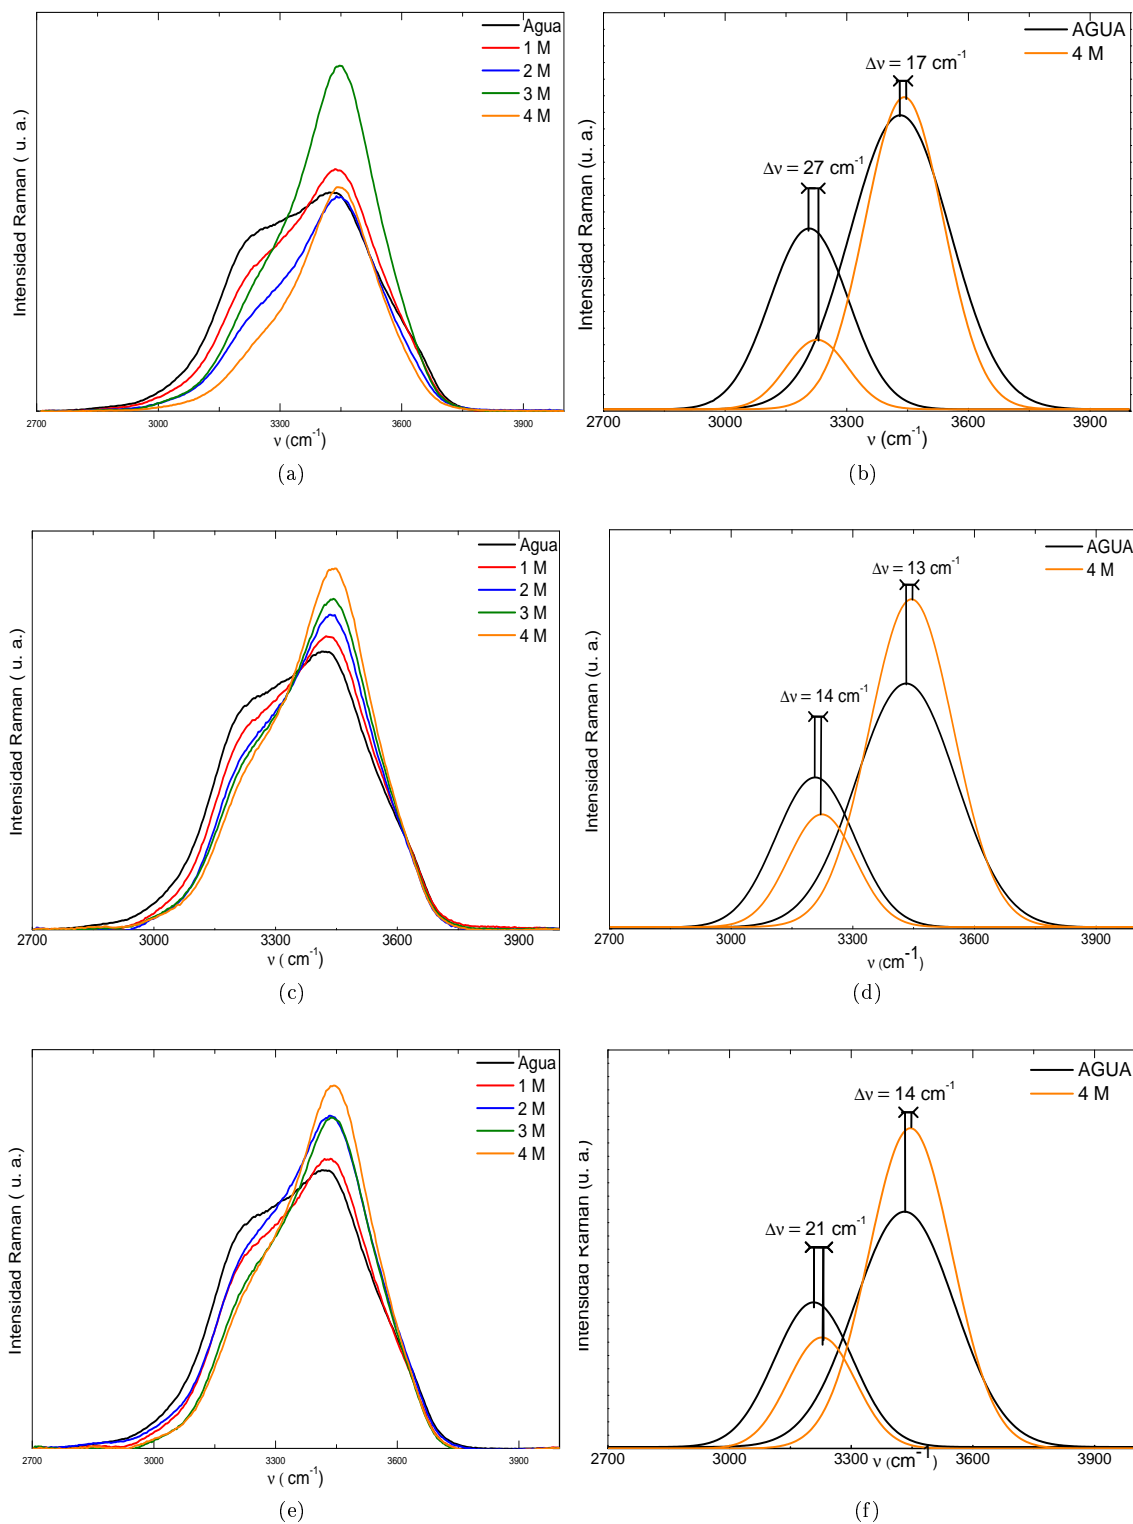 Agua
1 M
2 M
3 M
4 M
Intensidad Raman ( u. a.)
2700 3000 3300 3600 3900
ν (cm-1)
(a)
AGUA
4 M
Δν = 17 cm-1
Δν = 27 cm-1
Intensidad Raman (u. a.)
2700 3000 3300 3600 3900
ν (cm-1)
(b)
Agua
1 M
2 M
3 M
4 M
Intensidad Raman ( u. a.)
2700 3000 3300 3600 3900
ν ( cm-1)
(c)
AGUA
4 M
Δν = 13 cm-1
Δν = 14 cm-1
Intensidad Raman (u. a.)
2700 3000 3300 3600 3900
ν (cm-1)
(d)
Agua
1 M
2 M
3 M
4 M
Intensidad Raman ( u. a.)
2700 3000 3300 3600 3900
ν (cm-1)
(e)
AGUA
4 M
Δν = 14 cm-1
Δν = 21 cm-1
Intensidad Raman (u. a.)
2700 3000 3300 3600 3900
ν (cm-1)
(f)